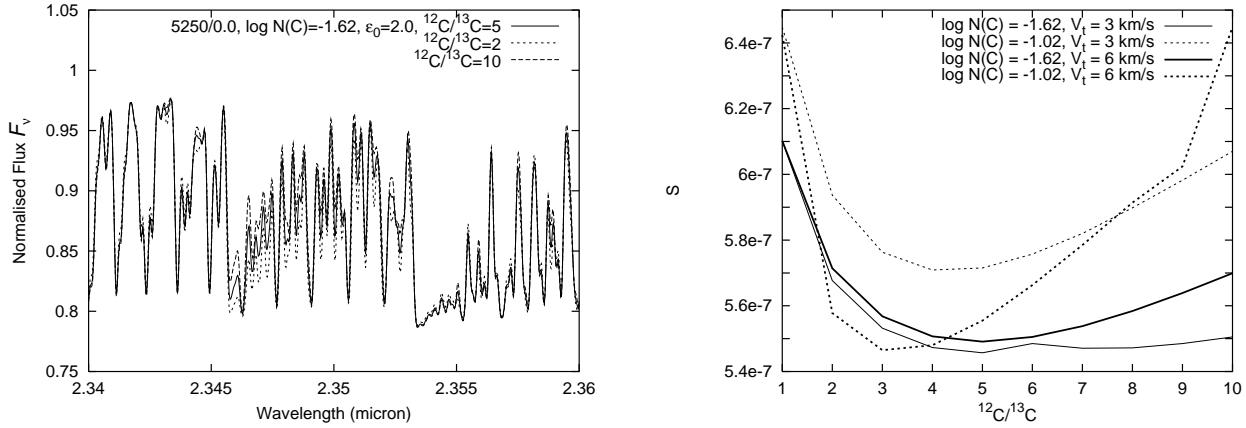 5250/0.0, log N(C)=-1.62, ε₀=2.0, ¹²C/¹³C=5
¹²C/¹³C=2
¹²C/¹³C=10
1.05
1
0.95
0.9
0.85
0.8
0.75
Normalised Flux Fᵥ
2.34
2.345
2.35
2.355
2.36
Wavelength (micron)
log N(C) = -1.62, Vₜ = 3 km/s
log N(C) = -1.02, Vₜ = 3 km/s
log N(C) = -1.62, Vₜ = 6 km/s
log N(C) = -1.02, Vₜ = 6 km/s
6.4e-7
6.2e-7
6e-7
5.8e-7
5.6e-7
5.4e-7
S
1 2 3 4 5 6 7 8 9 10
¹²C/¹³C